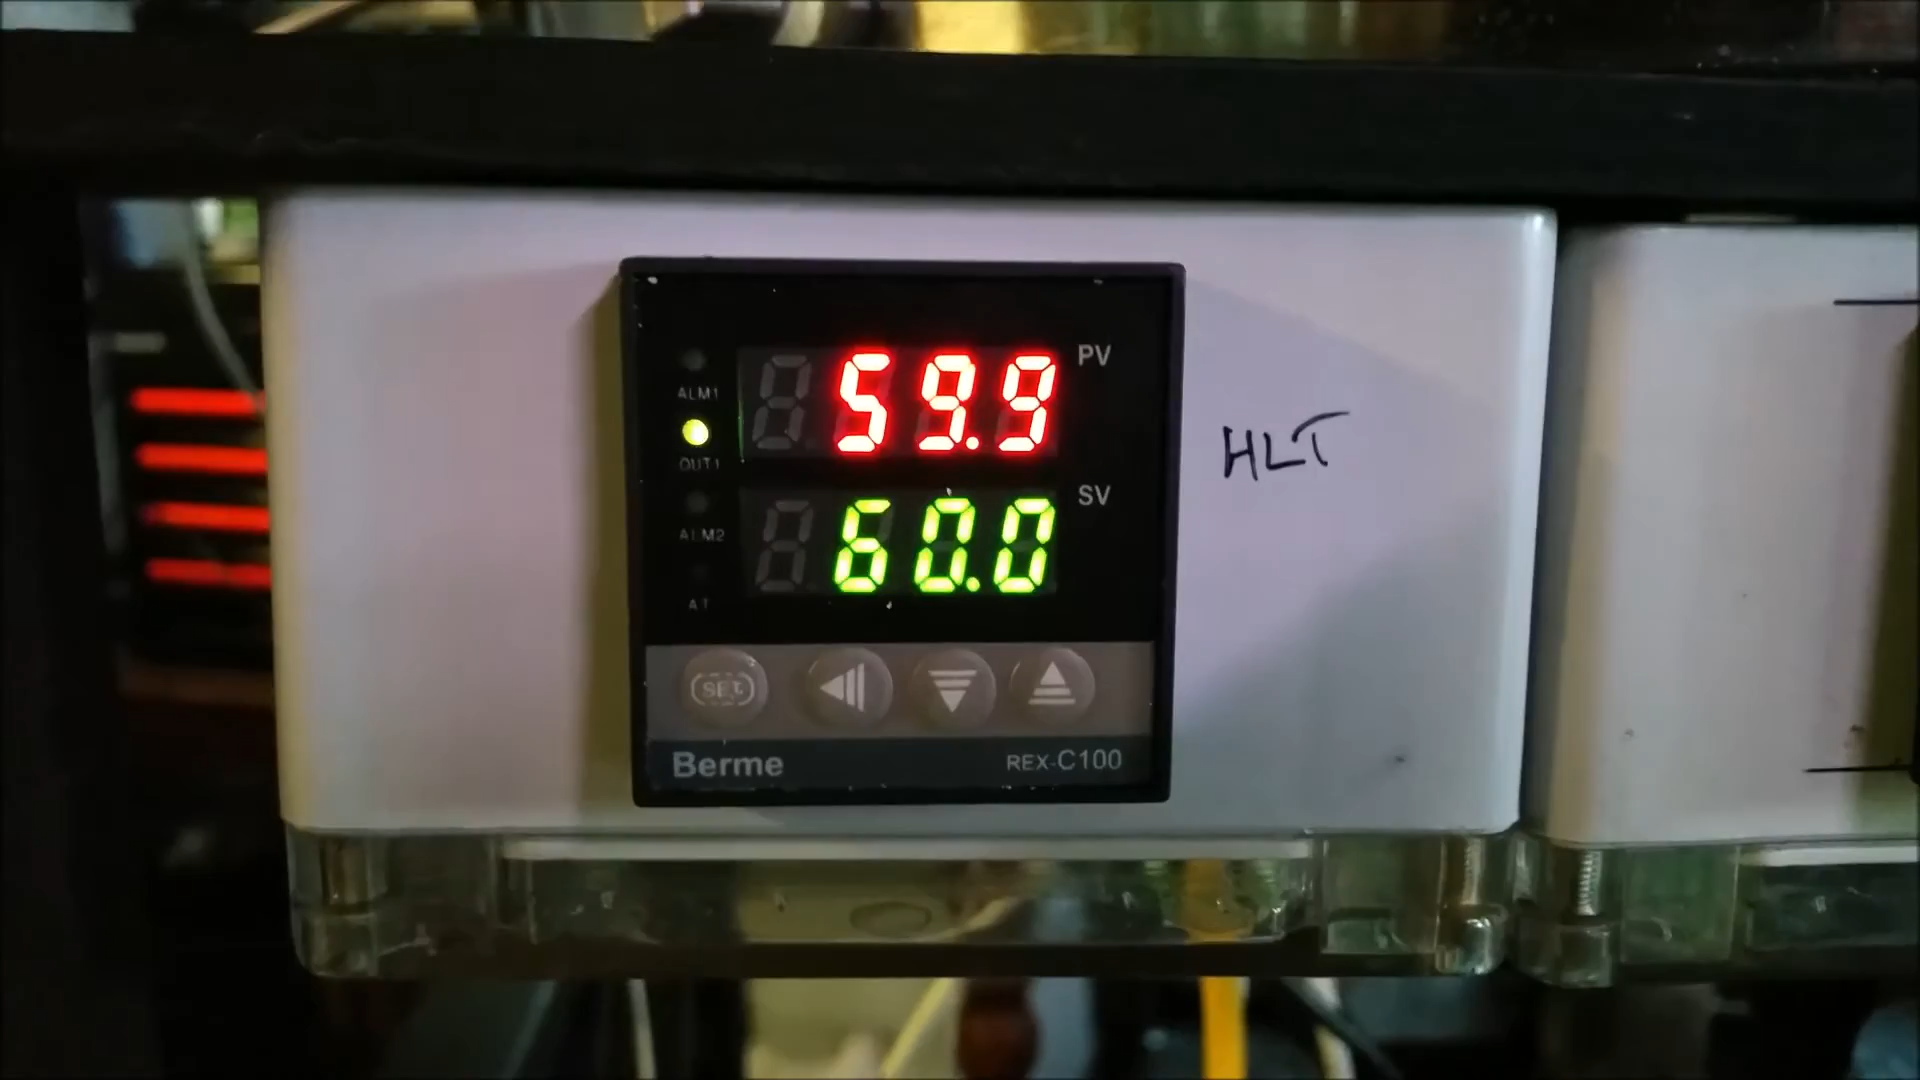 PV
59.9
ALM1
OUT1
SV
60.0
ALM2
AT
SET
Berme
REX-C100
HLT